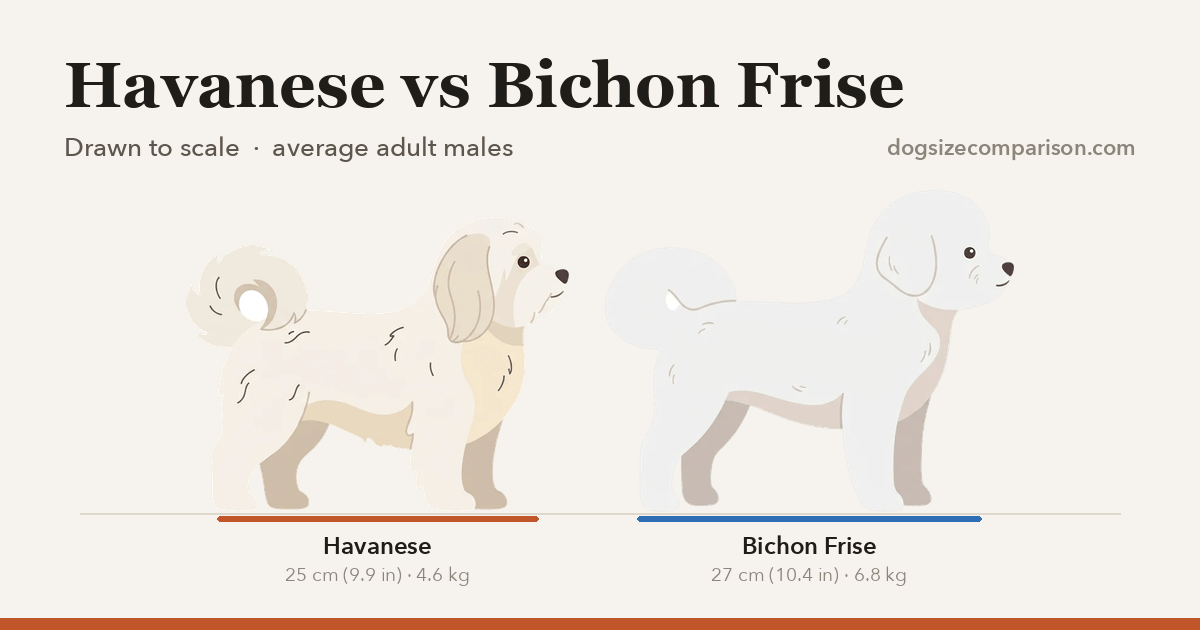 Havanese vs Bichon Frise
Drawn to scale · average adult males
dogsizecomparison.com
Havanese
25 cm (9.9 in) · 4.6 kg
Bichon Frise
27 cm (10.4 in) · 6.8 kg